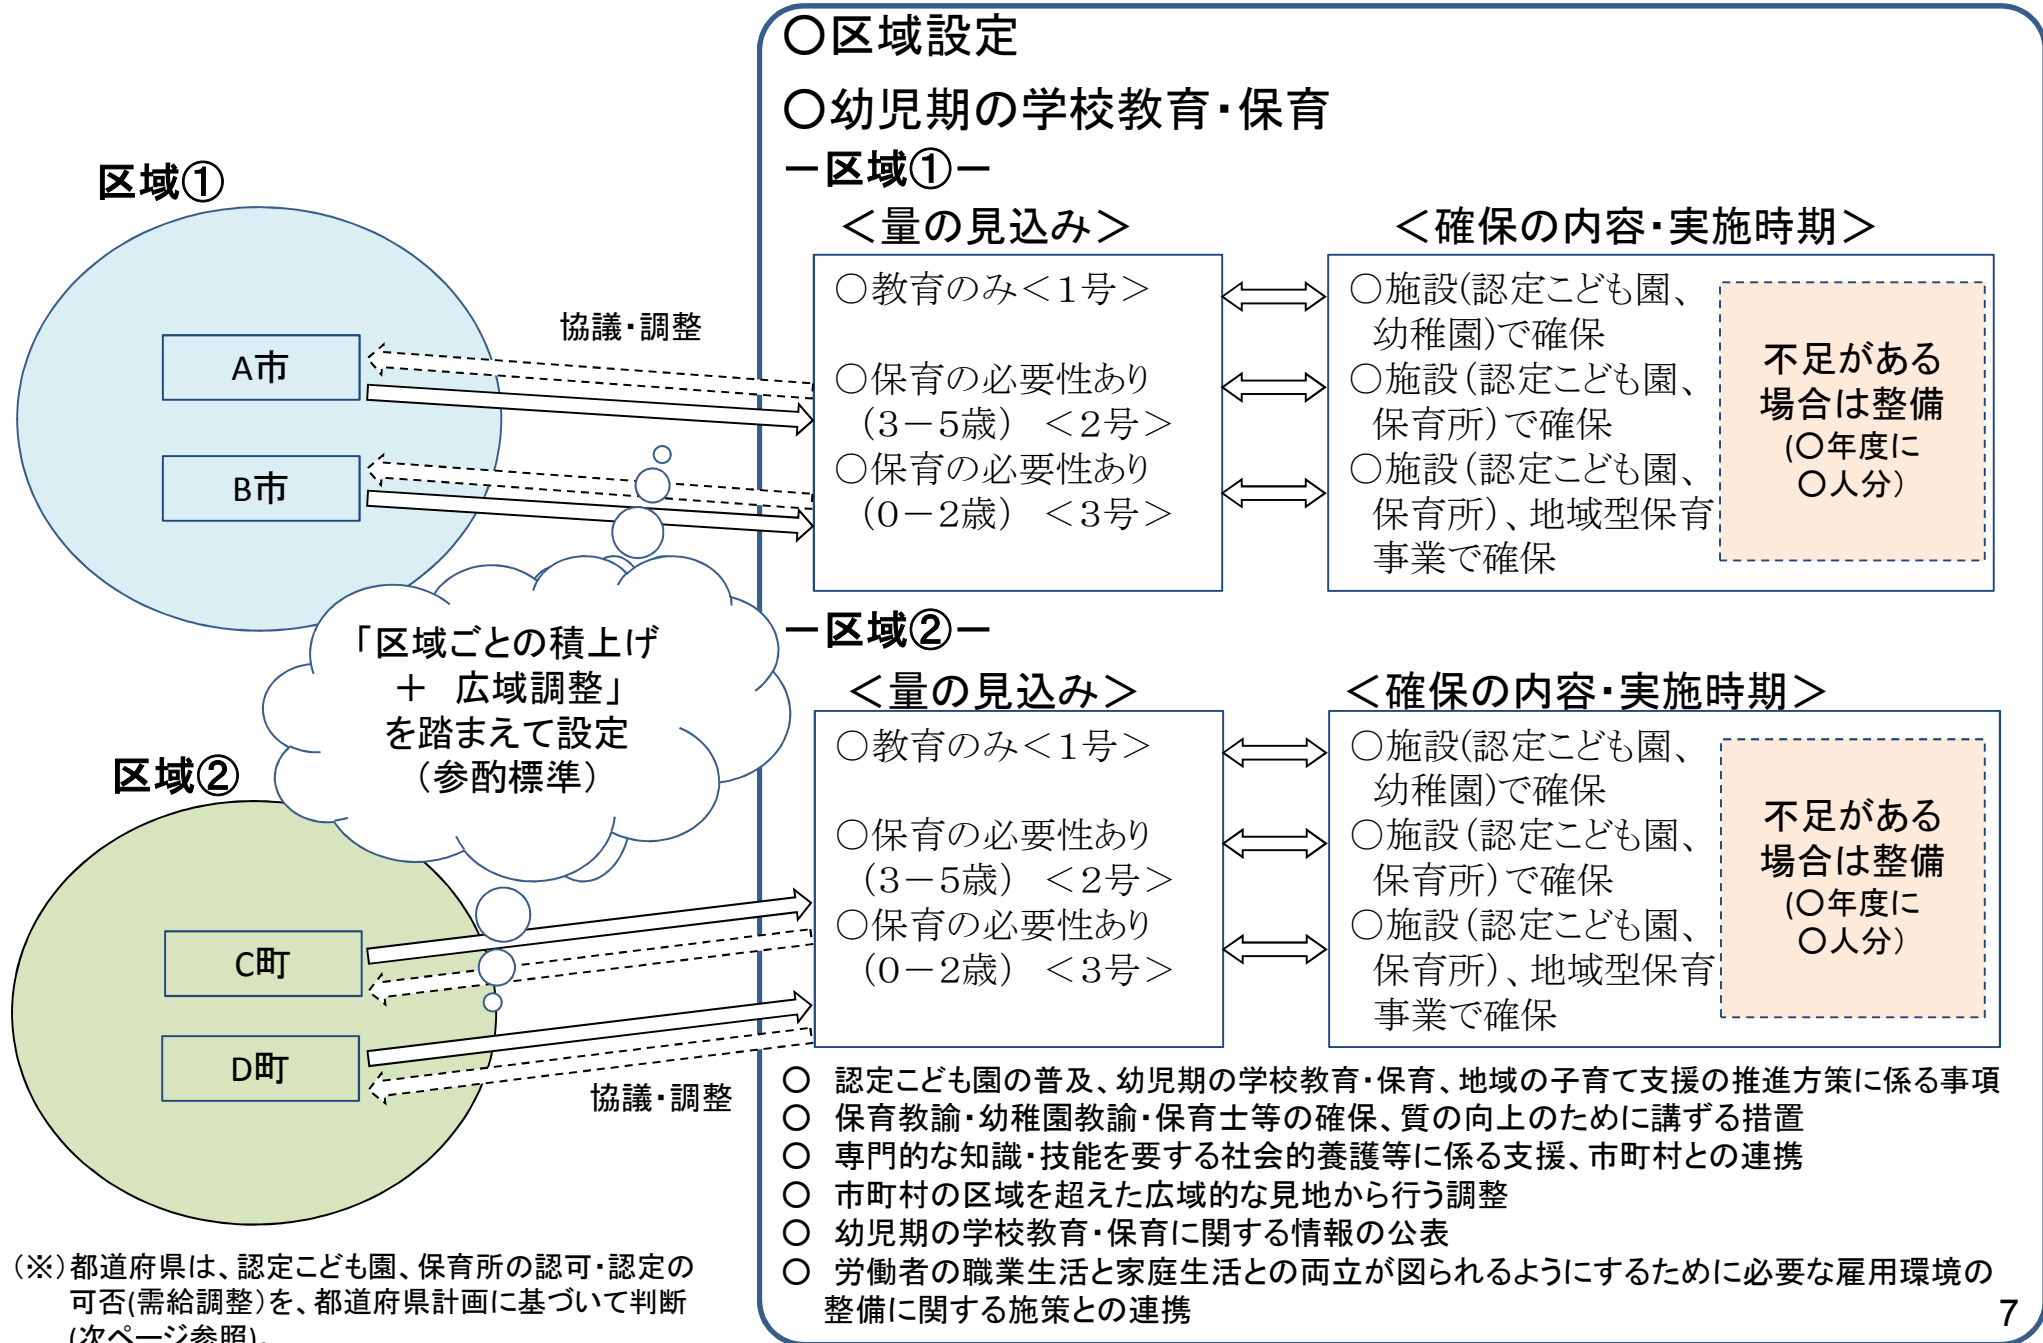 〇区域設定
〇幼児期の学校教育・保育
－区域①－
＜量の見込み＞
＜確保の内容・実施時期＞
○教育のみ＜1号＞
○保育の必要性あり
（3－5歳）　＜2号＞
○保育の必要性あり
（0－2歳）　＜3号＞
○施設(認定こども園、
幼稚園)で確保
○施設（認定こども園、
保育所）で確保
○施設（認定こども園、
保育所）、地域型保育
事業で確保
不足がある
場合は整備
(〇年度に
〇人分）
区域①
A市
B市
協議・調整
「区域ごとの積上げ
＋　広域調整」
を踏まえて設定
（参酌標準）
－区域②－
＜量の見込み＞
＜確保の内容・実施時期＞
○教育のみ＜1号＞
○保育の必要性あり
（3－5歳）　＜2号＞
○保育の必要性あり
（0－2歳）　＜3号＞
○施設(認定こども園、
幼稚園)で確保
○施設（認定こども園、
保育所）で確保
○施設（認定こども園、
保育所）、地域型保育
事業で確保
不足がある
場合は整備
(〇年度に
〇人分）
区域②
C町
D町
協議・調整
〇　認定こども園の普及、幼児期の学校教育・保育、地域の子育て支援の推進方策に係る事項
〇　保育教諭・幼稚園教諭・保育士等の確保、質の向上のために講ずる措置
〇　専門的な知識・技能を要する社会的養護等に係る支援、市町村との連携
〇　市町村の区域を超えた広域的な見地から行う調整
〇　幼児期の学校教育・保育に関する情報の公表
〇　労働者の職業生活と家庭生活との両立が図られるようにするために必要な雇用環境の
整備に関する施策との連携
（※）都道府県は、認定こども園、保育所の認可・認定の
可否(需給調整）を、都道府県計画に基づいて判断
(次ページ参照)。
7